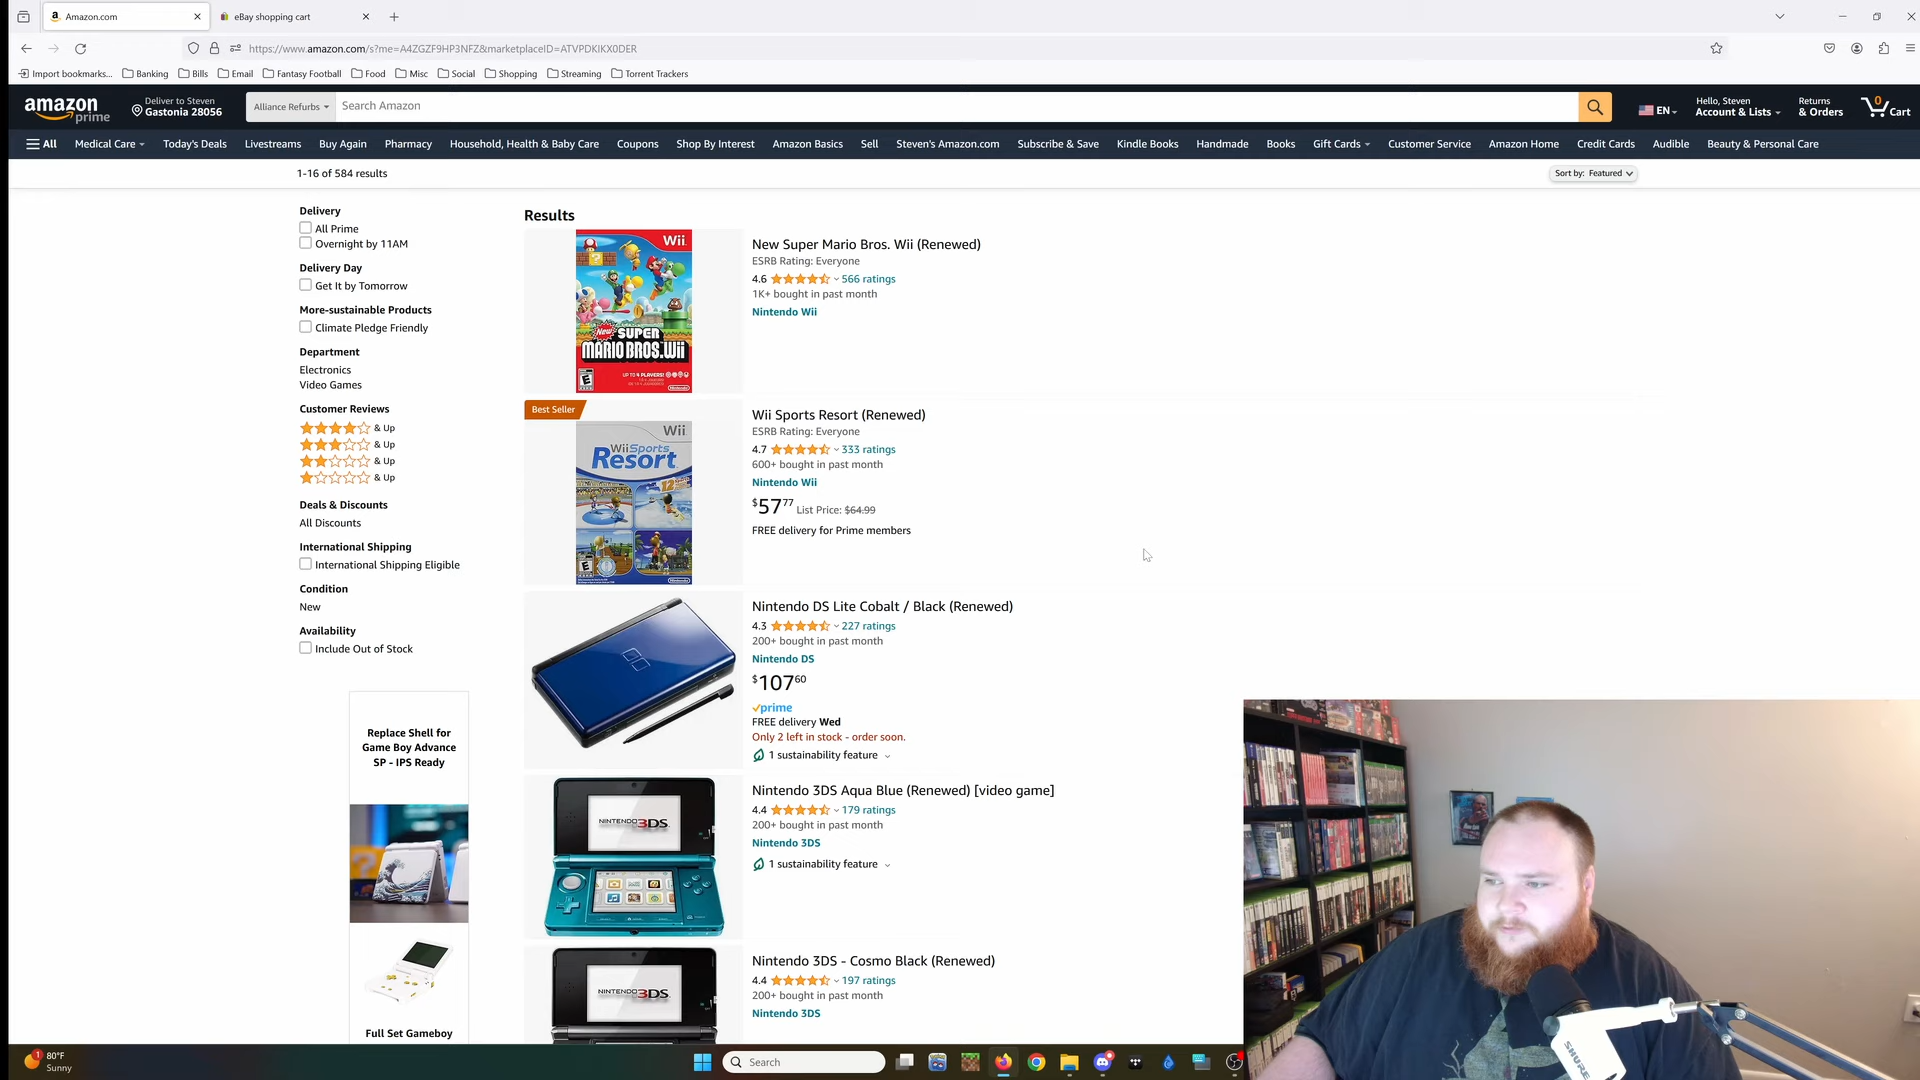 Amazon.com
eBay shopping cart
https://www.amazon.com/s?me=A4ZGZF9HP3NFZ&marketplaceID=ATVPDKIKX0DER
Import bookmarks...
Banking
Bills
Email
Fantasy Football
Food
Misc
Social
Shopping
Streaming
Torrent Trackers
amazon
prime
Deliver to Steven
Gastonia 28056
Alliance Refurbs
Search Amazon
EN
Hello, Steven
Account & Lists
Returns
& Orders
0
Cart
All
Medical Care
Today's Deals
Livestreams
Buy Again
Pharmacy
Household, Health & Baby Care
Coupons
Shop By Interest
Amazon Basics
Sell
Steven's Amazon.com
Subscribe & Save
Kindle Books
Handmade
Books
Gift Cards
Customer Service
Amazon Home
Credit Cards
Audible
Beauty & Personal Care
1-16 of 584 results
Sort by: Featured
Delivery
All Prime
Overnight by 11AM
Delivery Day
Get It by Tomorrow
More-sustainable Products
Climate Pledge Friendly
Department
Electronics
Video Games
Customer Reviews
& Up
& Up
& Up
& Up
Deals & Discounts
All Discounts
International Shipping
International Shipping Eligible
Condition
New
Availability
Include Out of Stock
Replace Shell for
Game Boy Advance
SP - IPS Ready
Full Set Gameboy
Results
Wii
New SUPER
MARIO BROS. Wii
E
New Super Mario Bros. Wii (Renewed)
ESRB Rating: Everyone
4.6
566 ratings
1K+ bought in past month
Nintendo Wii
Best Seller
Wii
Wii Sports
Resort
12
E
Wii Sports Resort (Renewed)
ESRB Rating: Everyone
4.7
333 ratings
600+ bought in past month
Nintendo Wii
$57 77 List Price: $64.99
FREE delivery for Prime members
Nintendo DS Lite Cobalt / Black (Renewed)
4.3
227 ratings
200+ bought in past month
Nintendo DS
$107 60
prime
FREE delivery Wed
Only 2 left in stock - order soon.
1 sustainability feature
NINTENDO 3DS
Nintendo 3DS Aqua Blue (Renewed) [video game]
4.4
179 ratings
200+ bought in past month
Nintendo 3DS
1 sustainability feature
NINTENDO 3DS
Nintendo 3DS - Cosmo Black (Renewed)
4.4
197 ratings
200+ bought in past month
Nintendo 3DS
SHURE
1
80°F
Sunny
Search